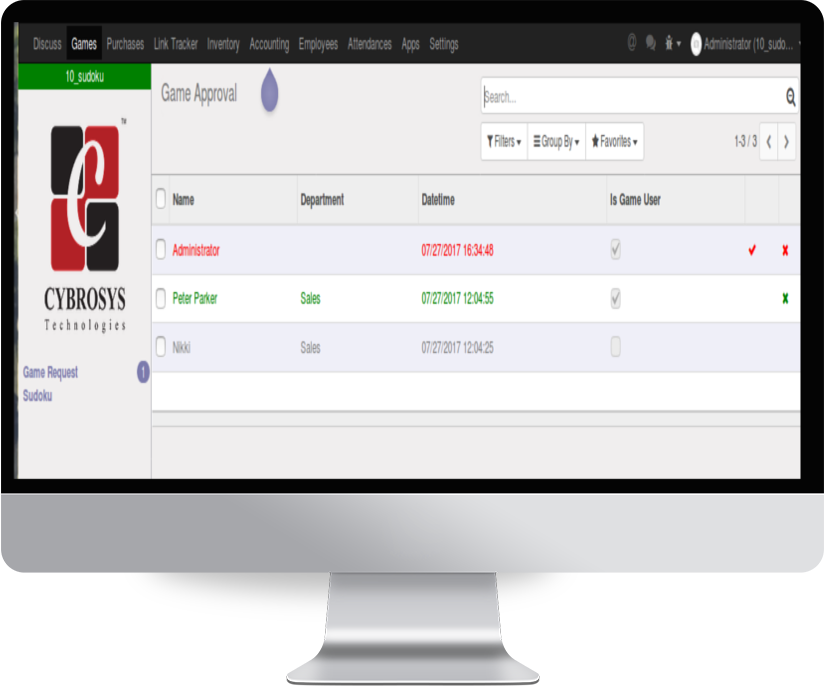 Discuss Games Purchases Link Tracker Inventory Accounting Employees Attendances Apps Settings @ Administrator (10_sudo...
10_sudoku
Game Approval
Search...
Filters Group By Favorites 1-3 / 3
TM
CYBROSYS
Technologies
Game Request 1
Sudoku
Name Department Datetime Is Game User
Administrator 07/27/2017 16:34:48
Peter Parker Sales 07/27/2017 12:04:55
Nikki Sales 07/27/2017 12:04:25